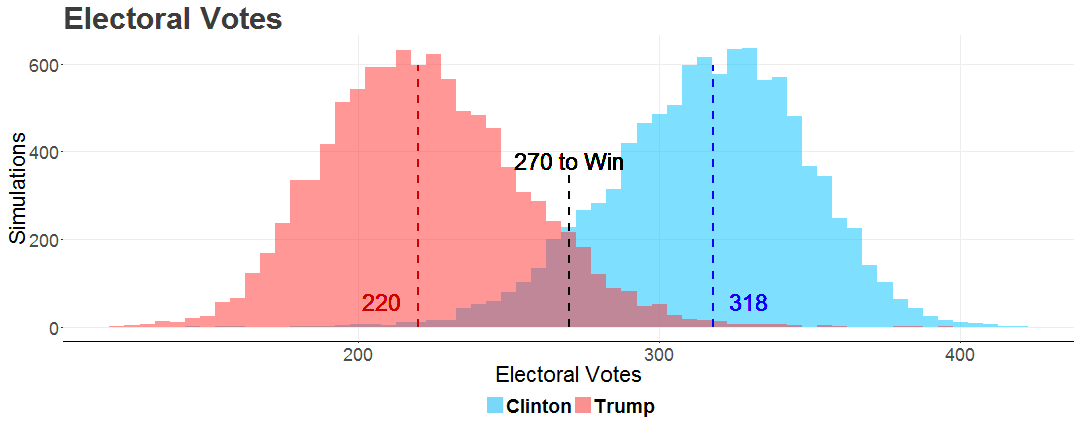 Electoral Votes
600
400
200
0
Simulations
270 to Win
220
318
200
300
400
Electoral Votes
Clinton Trump